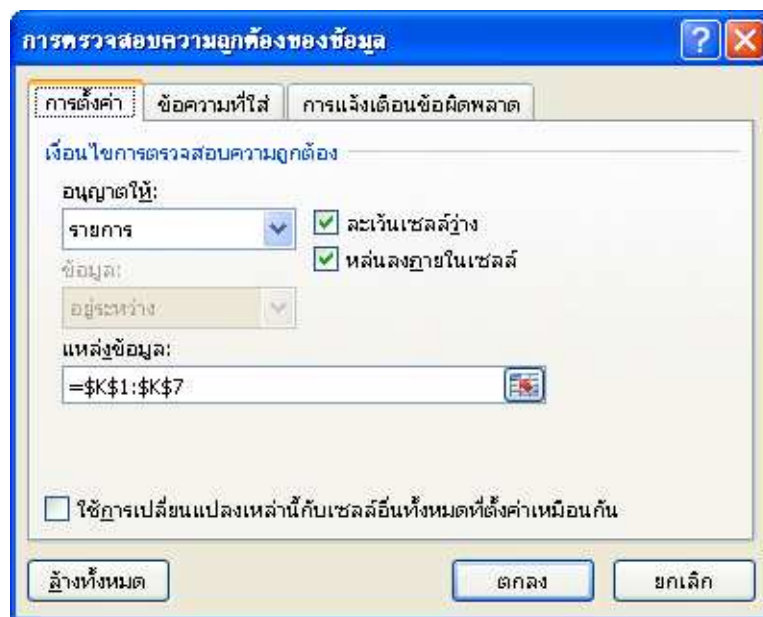 การตรวจสอบความถูกต้องของข้อมูล
การตั้งค่า ข้อความที่ใส่ การแจ้งเตือนข้อผิดพลาด
เงื่อนไขการตรวจสอบความถูกต้อง
อนุญาตให้:
รายการ
ละเว้นเซลล์ว่าง
หล่นลงภายในเซลล์
ข้อมูล:
อยู่ระหว่าง
แหล่งข้อมูล:
=$K$1:$K$7
ใช้การเปลี่ยนแปลงเหล่านี้กับเซลล์อื่นทั้งหมดที่ตั้งค่าเหมือนกัน
ล้างทั้งหมด ตกลง ยกเลิก